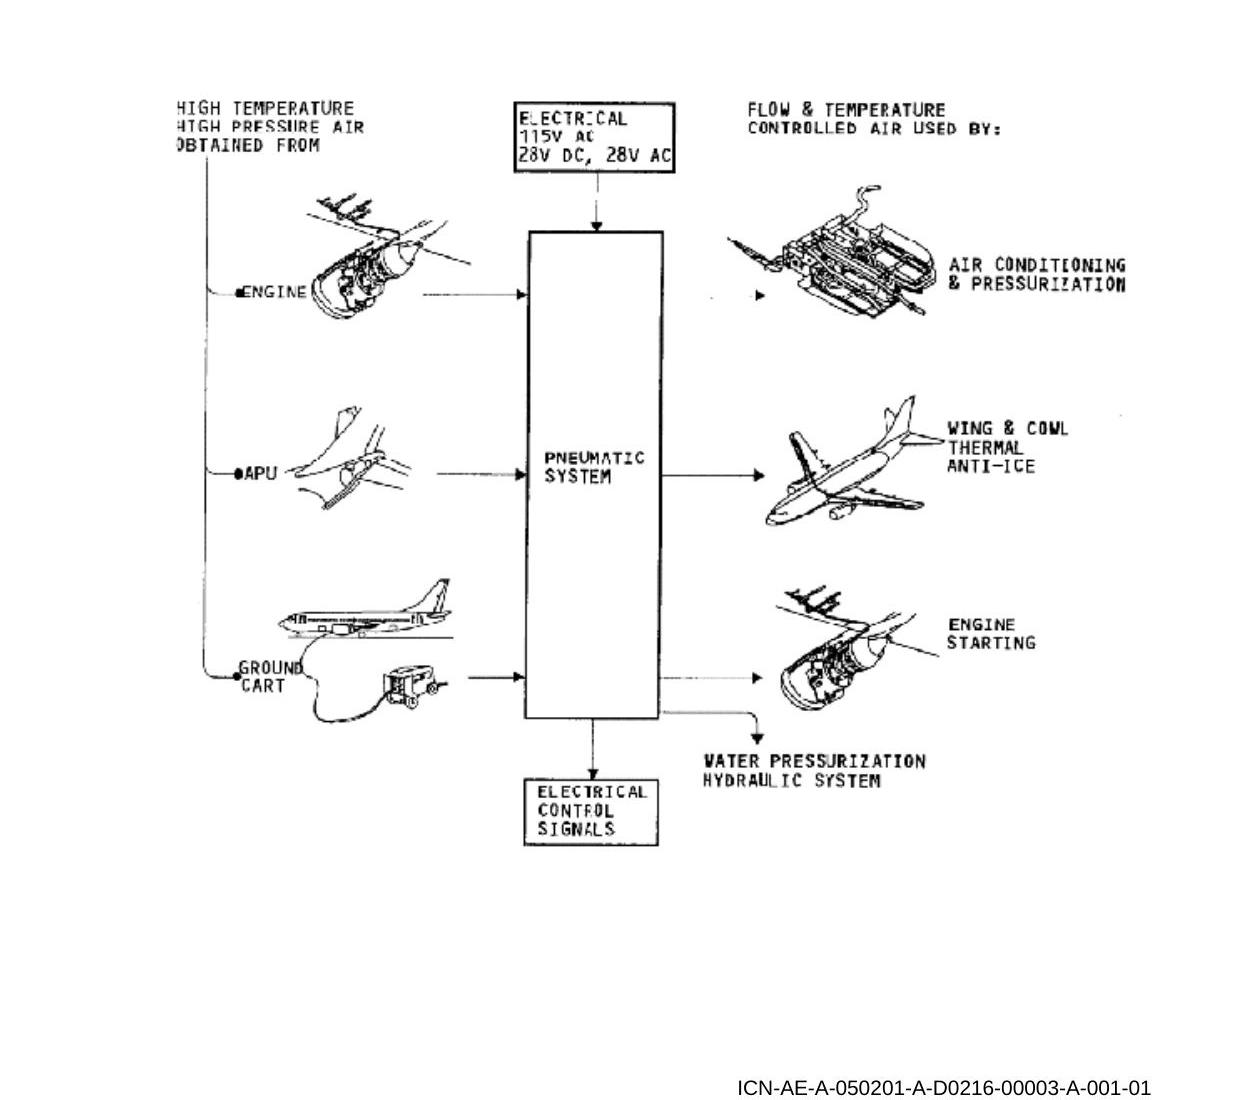 HIGH TEMPERATURE
HIGH PRESSURE AIR
OBTAINED FROM
ELECTRICAL
115V AC
28V DC, 28V AC
FLOW & TEMPERATURE
CONTROLLED AIR USED BY:
ENGINE
AIR CONDITIONING
& PRESSURIZATION
APU
PNEUMATIC
SYSTEM
WING & COWL
THERMAL
ANTI-ICE
GROUND
CART
ENGINE
STARTING
WATER PRESSURIZATION
HYDRAULIC SYSTEM
ELECTRICAL
CONTROL
SIGNALS
ICN-AE-A-050201-A-D0216-00003-A-001-01